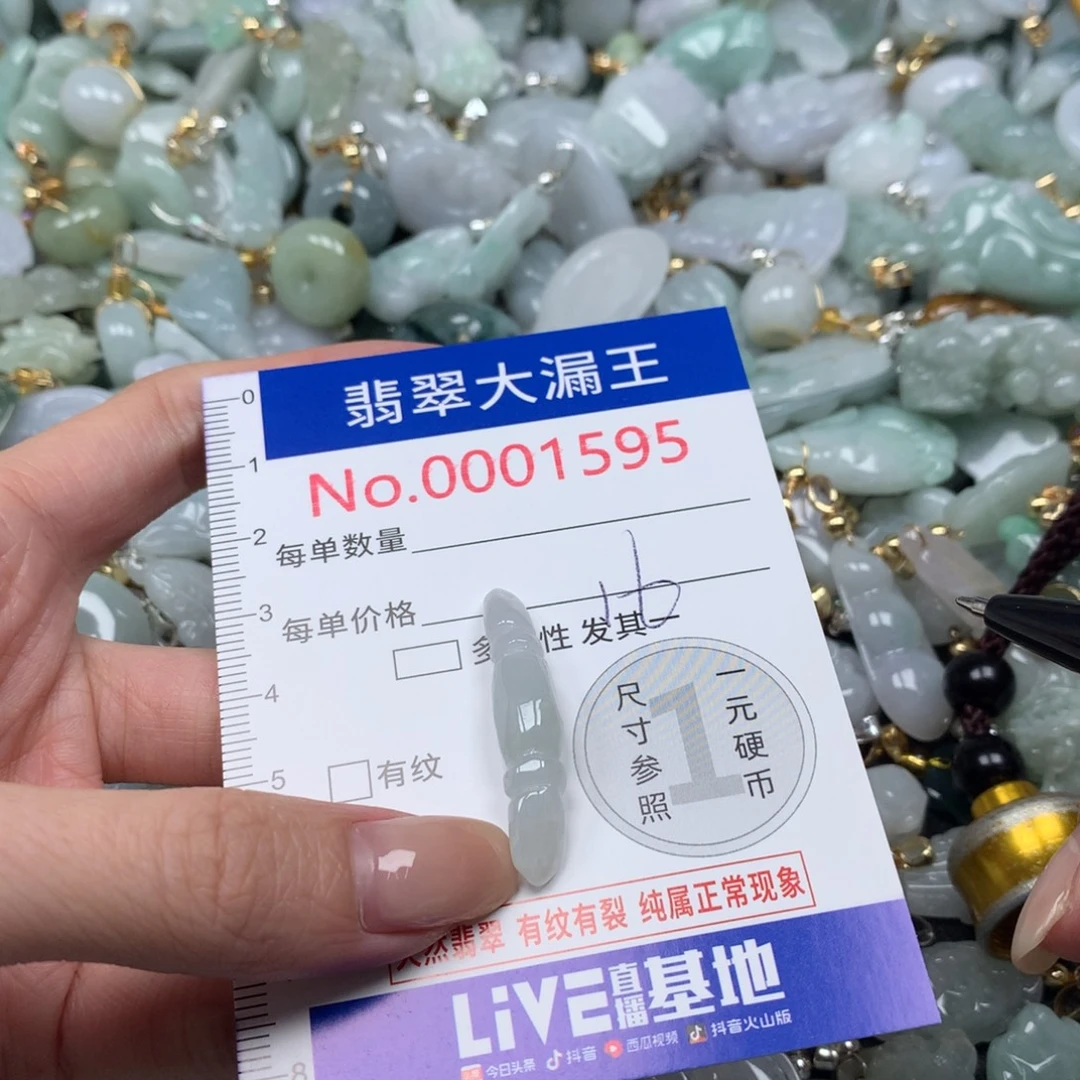 翡翠大漏王
No.0001595
每单数量
每单价格
多 性 发其一
有纹
尺寸参照
一元硬币
1
天然翡翠 有纹有裂 纯属正常现象
LiVE直播基地
今日头条 抖音 西瓜视频 抖音火山版
0
1
2
3
4
5
8